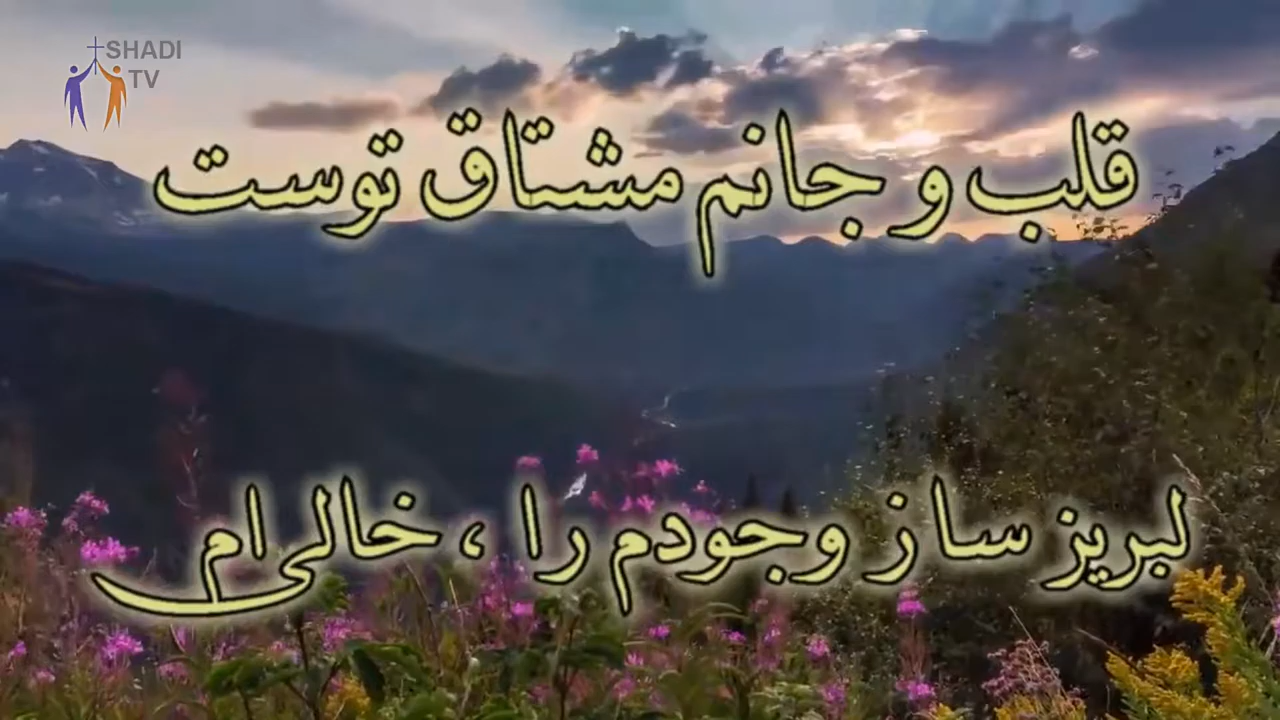 SHADI
TV
قلب و جانم مشتاق توست
لبریز ساز وجودم را ، خالی ام